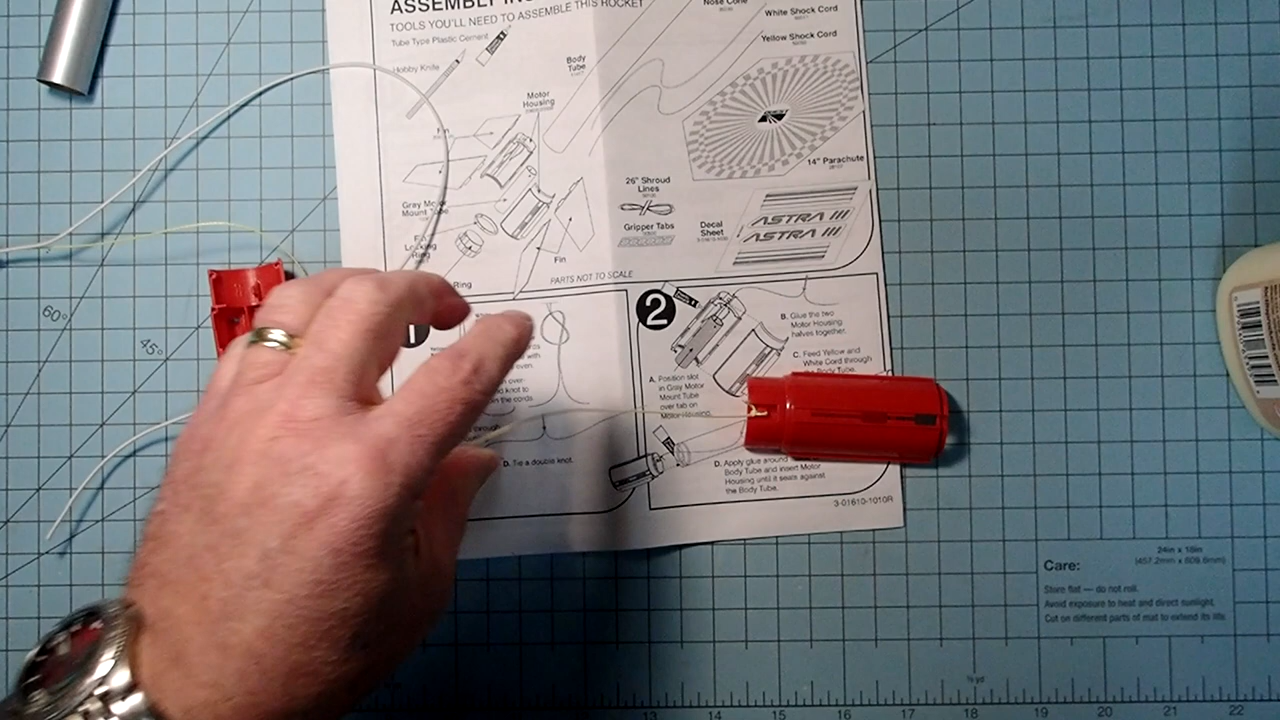 ASSEMBLY
TOOLS YOU'LL NEED TO ASSEMBLE THIS ROCKET
Tube Type Plastic Cement
Hobby Knife
Body
Tube
Motor
Housing
Nose Cone
White Shock Cord
Yellow Shock Cord
14" Parachute
26" Shroud
Lines
Gripper Tabs
Decal
Sheet
ASTRA III
ASTRA III
Gray
Mount
Ring
Fin
Ring
PARTS NOT TO SCALE
1
D. Tie a double knot.
2
A. Position slot
in Gray Motor
Mount Tube
over tab on
Motor Housing.
B. Glue the two
Motor Housing
halves together.
C. Feed Yellow and
White Cord through
Body Tube.
D. Apply glue around
Body Tube and insert Motor
Housing until it seats against
the Body Tube.
3-01610-1010R
60°
45°
Care:
24in x 18in
Store flat — do not roll.
Avoid exposure to heat and direct sunlight.
Cut on different parts of mat to extend its life.
13 14 15 16 17 18 19 20 21 22